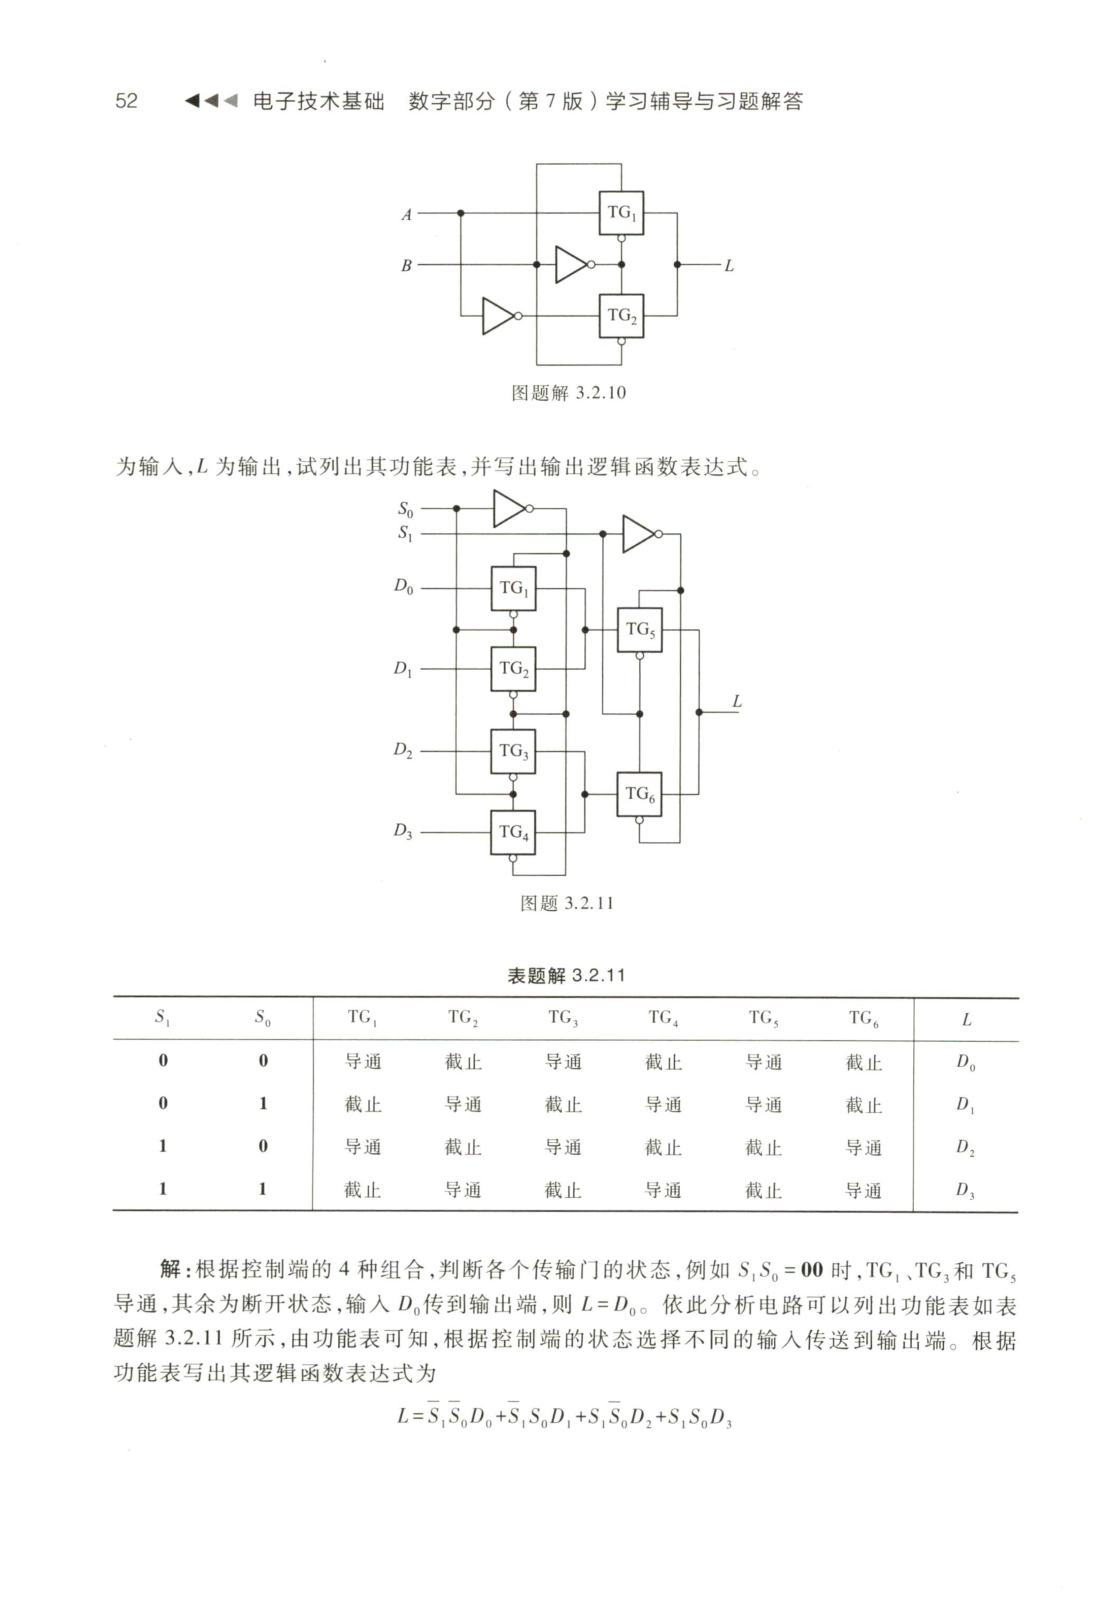 52 ◀◀◀ 电子技术基础 数字部分(第7版)学习辅导与习题解答
TG₁
A
B
L
TG₂
图题解 3.2.10
为输入,L 为输出,试列出其功能表,并写出输出逻辑函数表达式。
S₀
S₁
D₀
TG₁
TG₅
D₁
TG₂
L
D₂
TG₃
TG₆
D₃
TG₄
图题 3.2.11
表题解 3.2.11
S₁ S₀ TG₁ TG₂ TG₃ TG₄ TG₅ TG₆ L
0 0 导通 截止 导通 截止 导通 截止 D₀
0 1 截止 导通 截止 导通 导通 截止 D₁
1 0 导通 截止 导通 截止 截止 导通 D₂
1 1 截止 导通 截止 导通 截止 导通 D₃
解:根据控制端的 4 种组合,判断各个传输门的状态,例如 S₁S₀=00 时,TG₁、TG₃和 TG₅
导通,其余为断开状态,输入 D₀传到输出端,则 L=D₀。依此分析电路可以列出功能表如表
题解 3.2.11 所示,由功能表可知,根据控制端的状态选择不同的输入传送到输出端。根据
功能表写出其逻辑函数表达式为
L=S̅₁S̅₀D₀+S̅₁S₀D₁+S₁S̅₀D₂+S₁S₀D₃